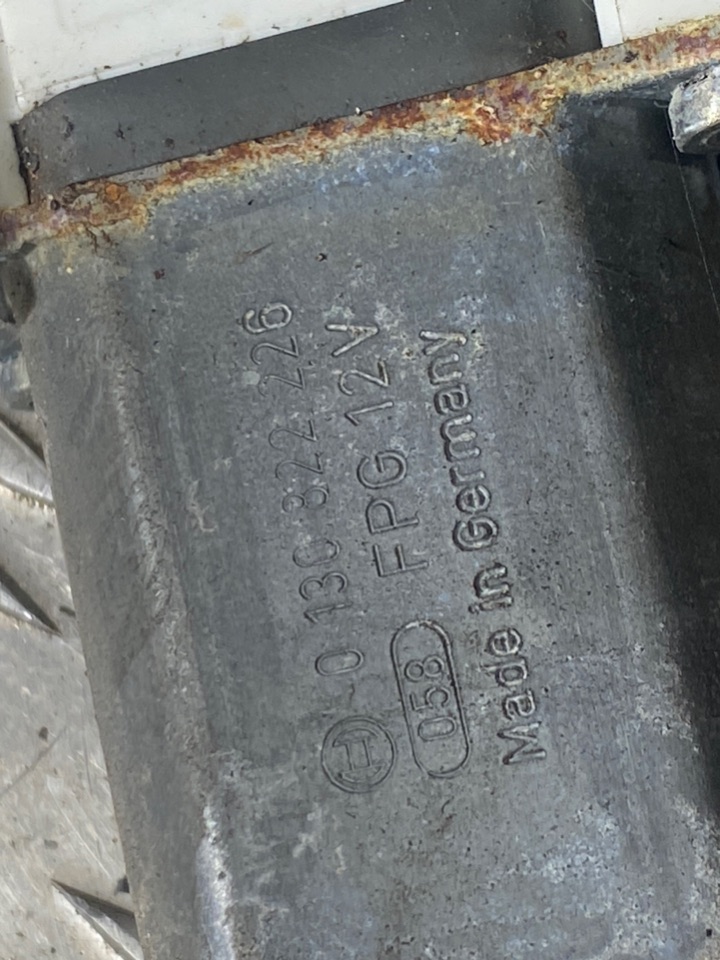 0 130 822 226
058 FPG 12V
Made in Germany